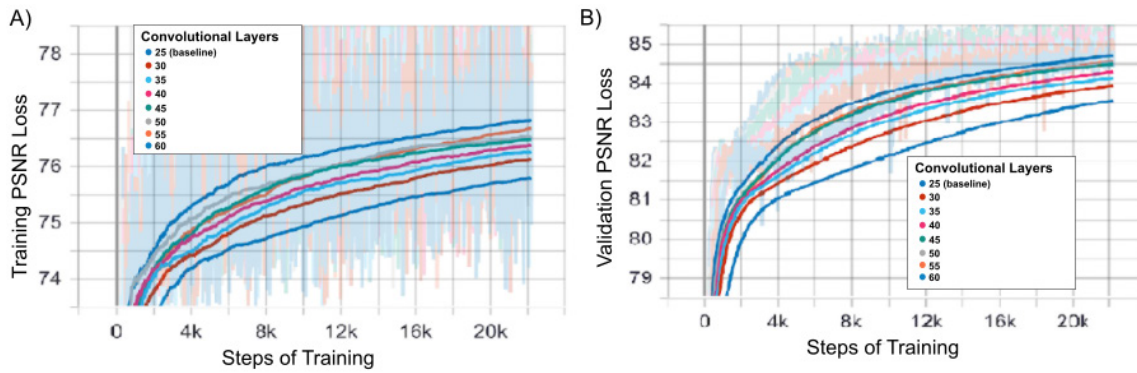 A)
Training PSNR Loss
78
77
76
75
74
Convolutional Layers
25 (baseline)
30
35
40
45
50
55
60
0 4k 8k 12k 16k 20k
Steps of Training
B)
Validation PSNR Loss
85
84
83
82
81
80
79
Convolutional Layers
25 (baseline)
30
35
40
45
50
55
60
0 4k 8k 12k 16k 20k
Steps of Training